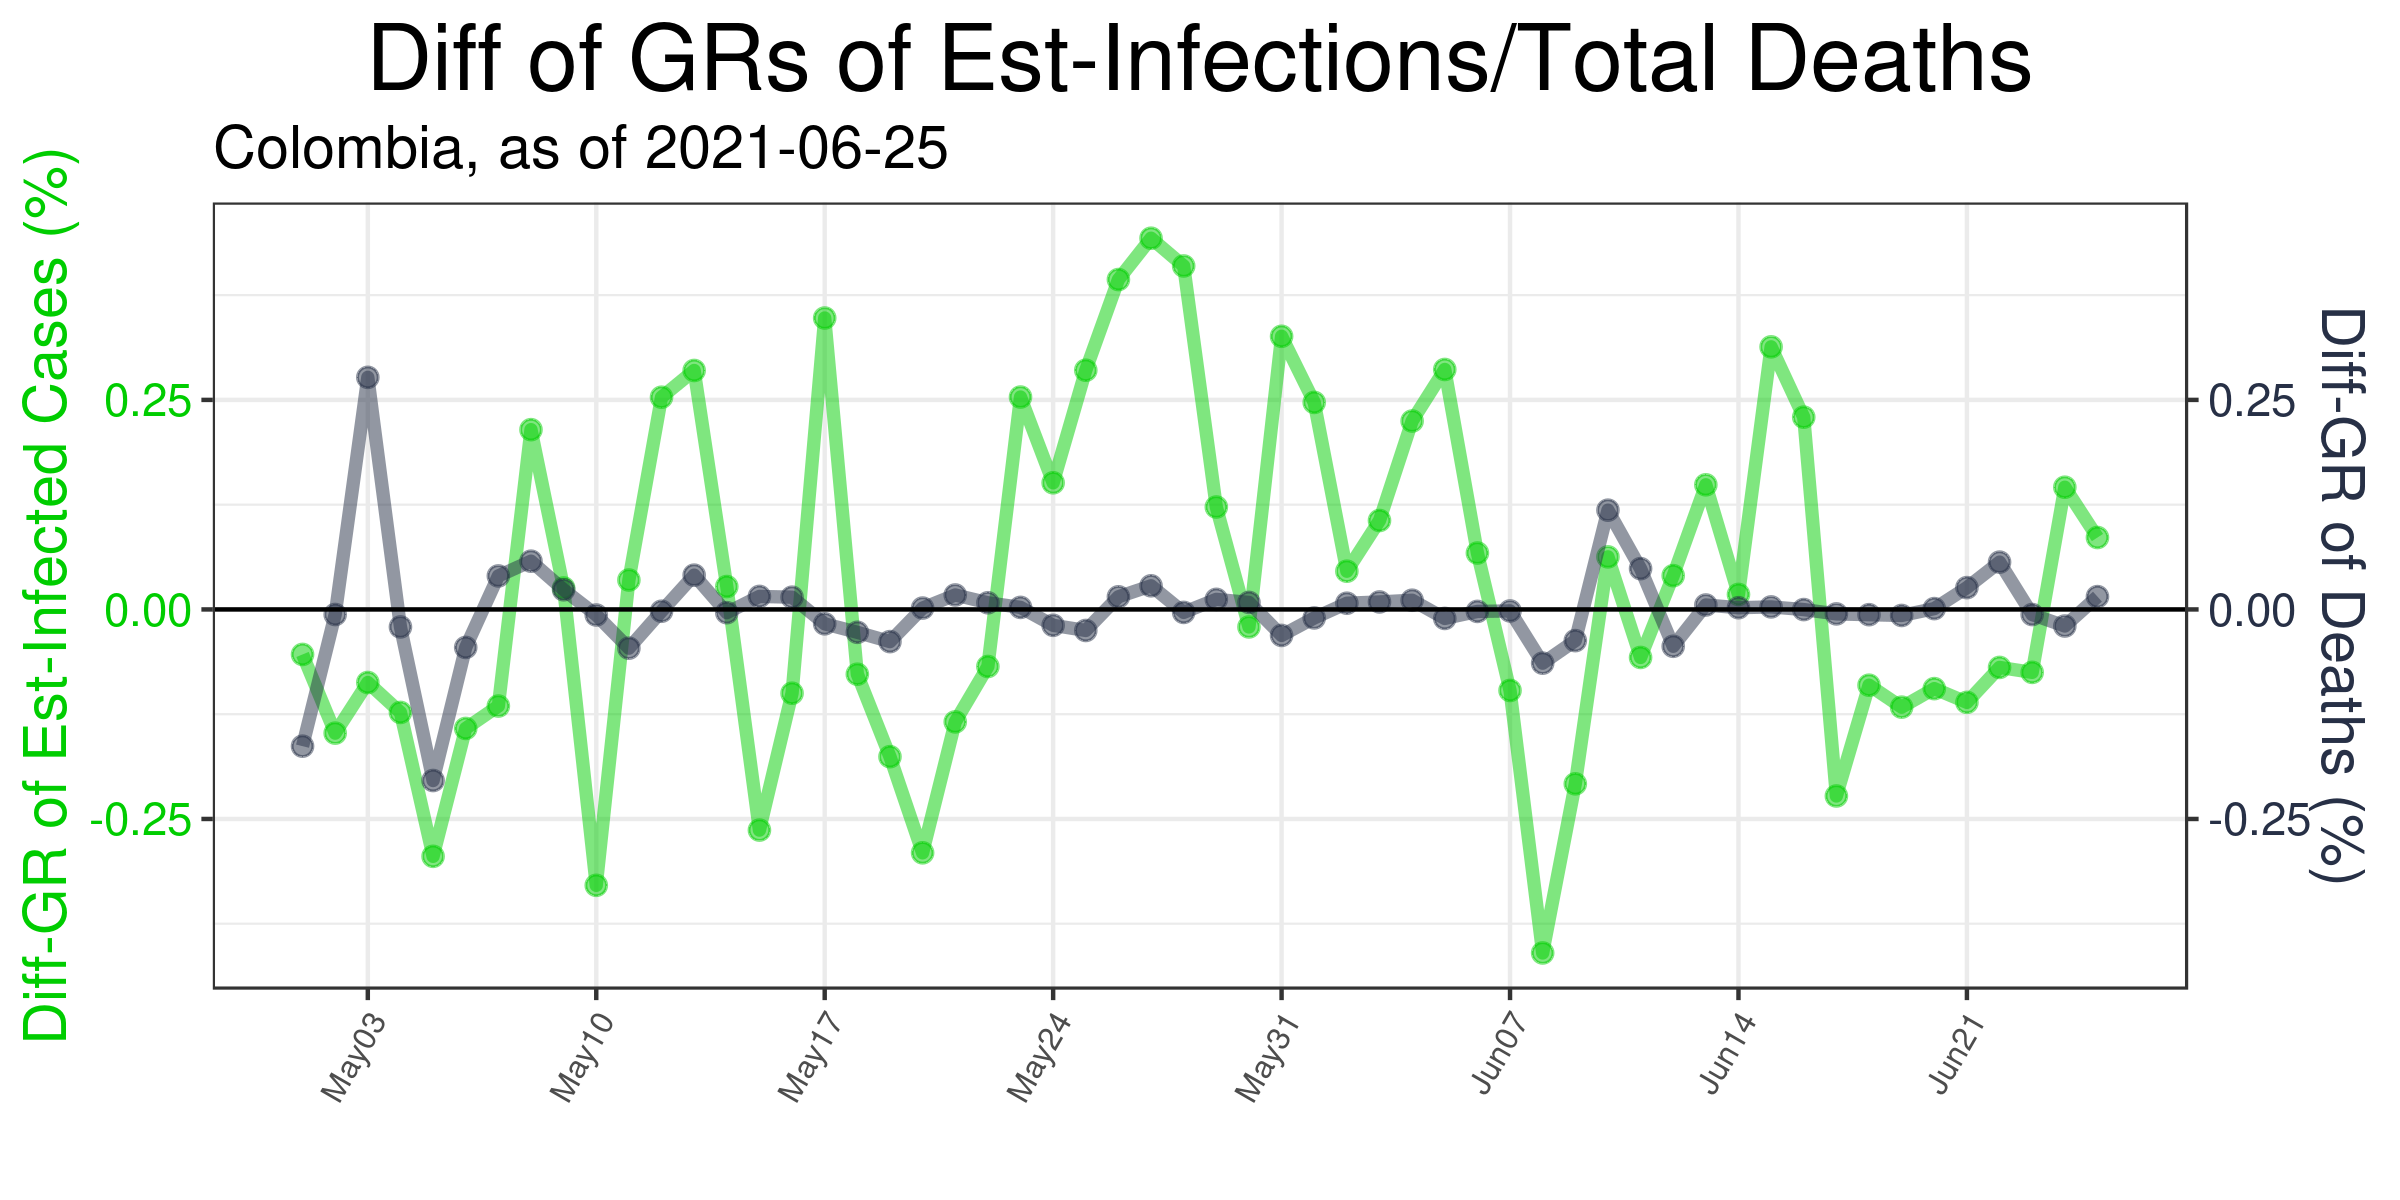 Diff of GRs of Est-Infections/Total Deaths
Colombia, as of 2021-06-25
Diff-GR of Est-Infected Cases (%)
0.25
0.00
-0.25
0.25
0.00
-0.25
Diff-GR of Deaths (%)
May03
May10
May17
May24
May31
Jun07
Jun14
Jun21